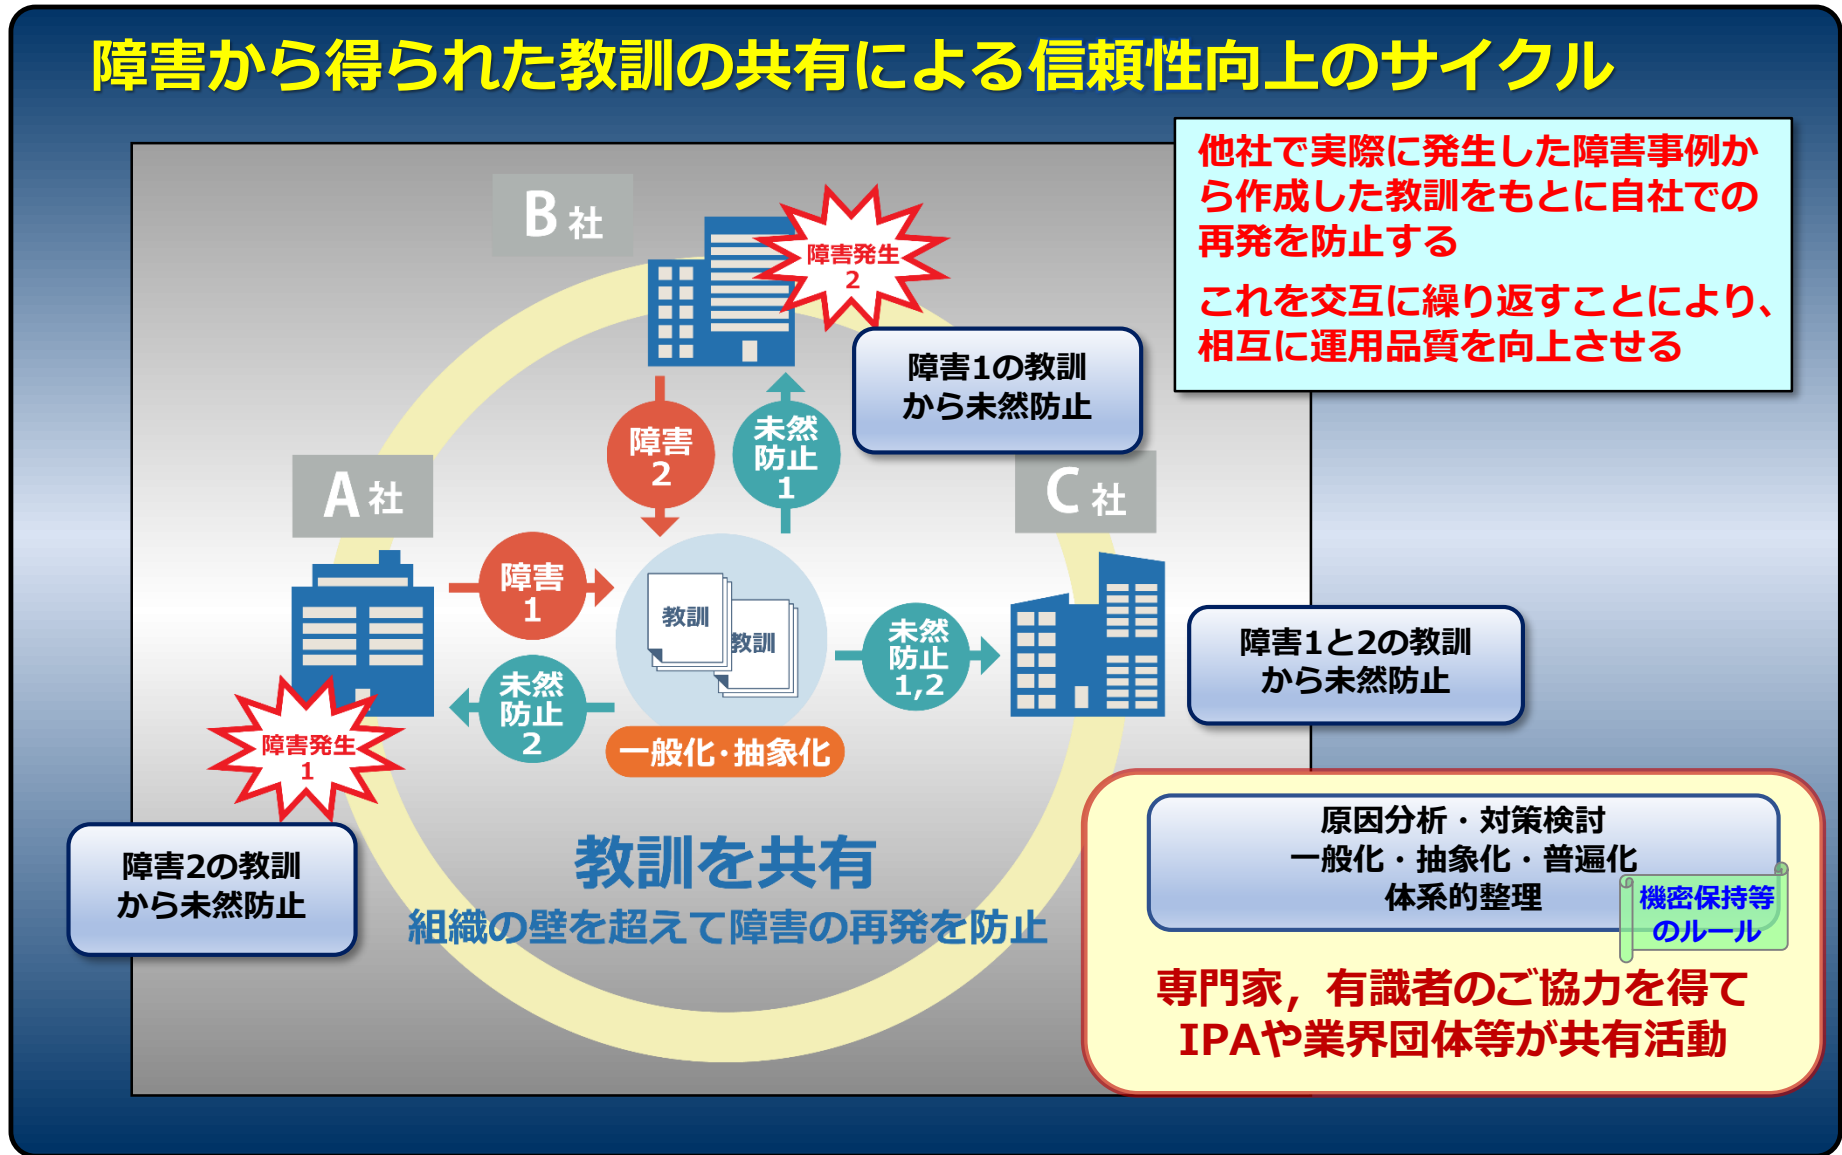 障害から得られた教訓の共有による信頼性向上のサイクル
他社で実際に発生した障害事例か
ら作成した教訓をもとに自社での
再発を防止する
これを交互に繰り返すことにより、
相互に運用品質を向上させる
B社
障害発生
2
障害1の教訓
から未然防止
障害
2
未然
防止
1
A社
C社
障害
1
教訓
教訓
未然
防止
1,2
障害1と2の教訓
から未然防止
未然
防止
2
一般化・抽象化
障害発生
1
障害2の教訓
から未然防止
教訓を共有
組織の壁を超えて障害の再発を防止
原因分析・対策検討
一般化・抽象化・普遍化
体系的整理
機密保持等
のルール
専門家，有識者のご協力を得て
IPAや業界団体等が共有活動